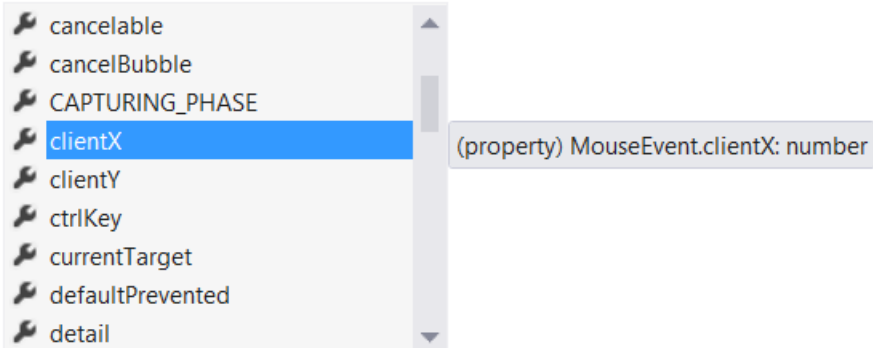 cancelable
cancelBubble
CAPTURING_PHASE
clientX
(property) MouseEvent.clientX: number
clientY
ctrlKey
currentTarget
defaultPrevented
detail